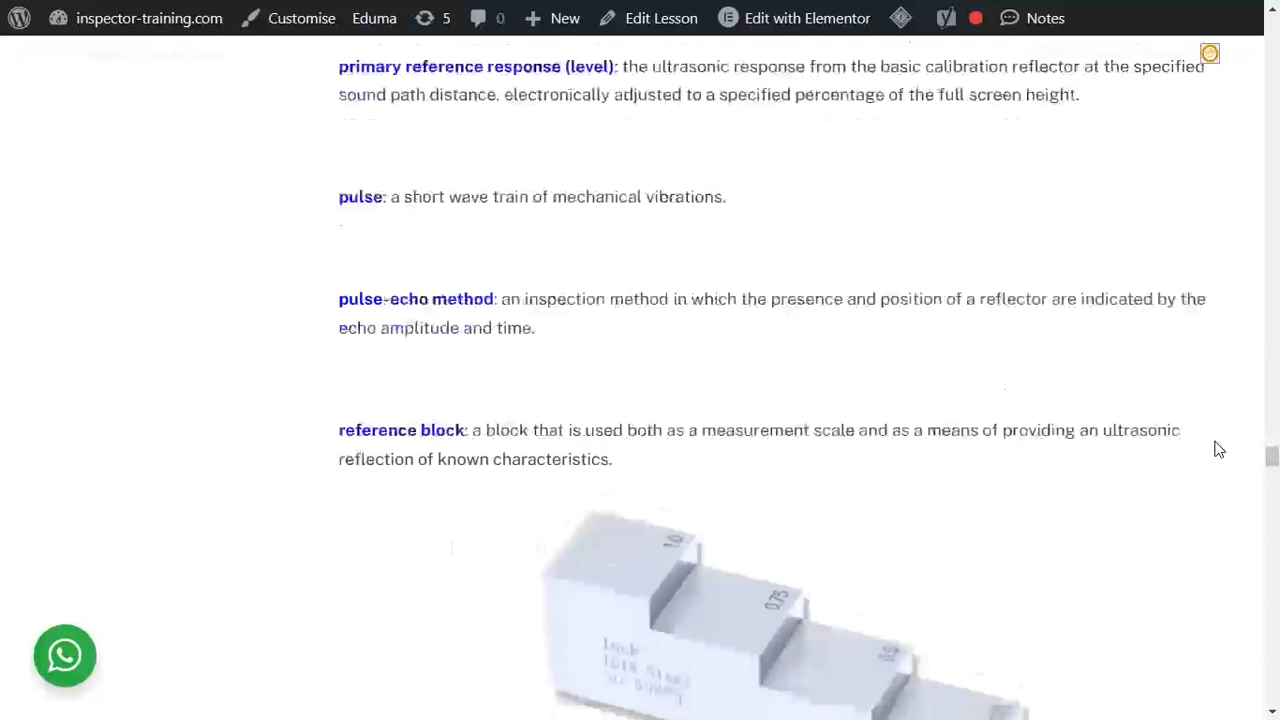 inspector-training.com Customise Eduma 5 0 New Edit Lesson Edit with Elementor Notes
primary reference response (level): the ultrasonic response from the basic calibration reflector at the specified
sound path distance. electronically adjusted to a specified percentage of the full screen height.
pulse: a short wave train of mechanical vibrations.
pulse-echo method: an inspection method in which the presence and position of a reflector are indicated by the
echo amplitude and time.
reference block: a block that is used both as a measurement scale and as a means of providing an ultrasonic
reflection of known characteristics.
1.0
0.75